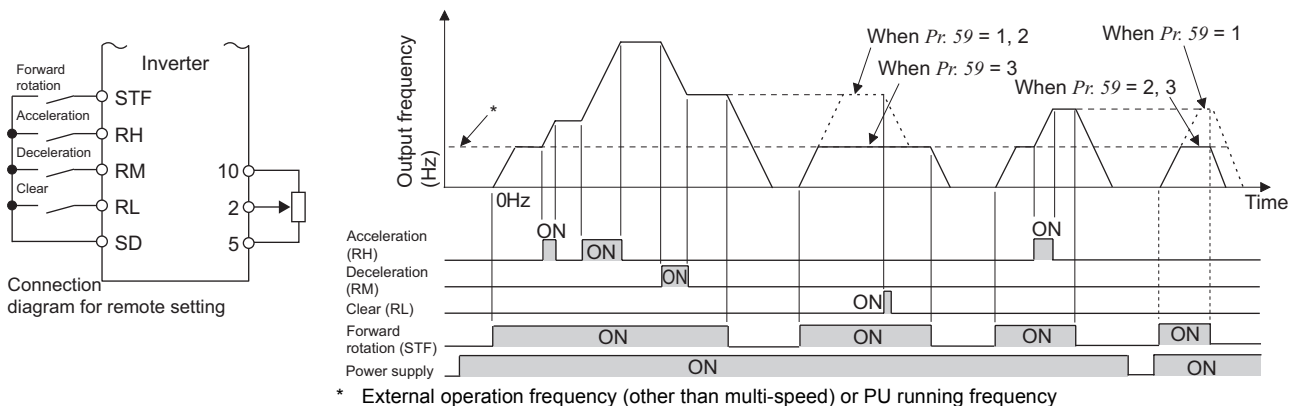 Inverter
Forward
rotation
STF
Acceleration
RH
Deceleration
RM
Clear
RL
SD
10
2
5
Connection
diagram for remote setting
Output frequency
(Hz)
*
When Pr. 59 = 1, 2
When Pr. 59 = 3
When Pr. 59 = 1
When Pr. 59 = 2, 3
0Hz
Time
Acceleration
(RH)
ON
ON
ON
Deceleration
(RM)
ON
Clear (RL)
ON
Forward
rotation (STF)
ON
ON
ON
ON
Power supply
ON
ON
* External operation frequency (other than multi-speed) or PU running frequency